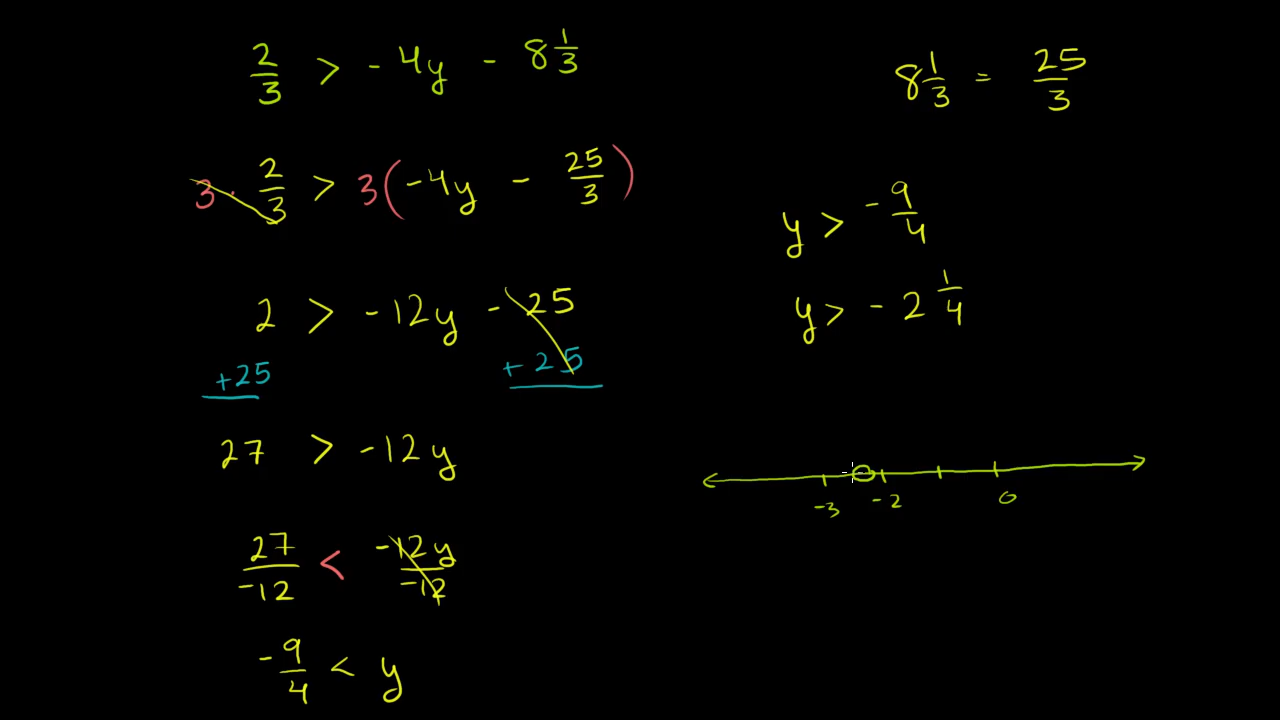 2/3 > -4y - 8 1/3
3 · 2/3 > 3(-4y - 25/3)
2 > -12y - 25
+25 +25
27 > -12y
27/-12 < -12y/-12
-9/4 < y
8 1/3 = 25/3
y > -9/4
y > -2 1/4
-3 -2 0